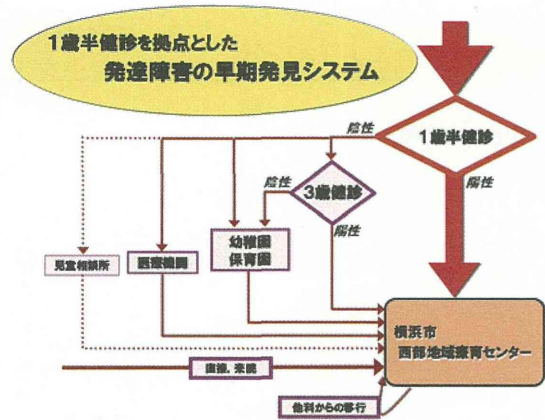 1歳半健診を拠点とした
発達障害の早期発見システム
陰性
1歳半健診
陰性
3歳健診
陽性
陽性
幼稚園
保育園
児童相談所
医療機関
横浜市
西部地域療育センター
直接、来院
他科からの移行